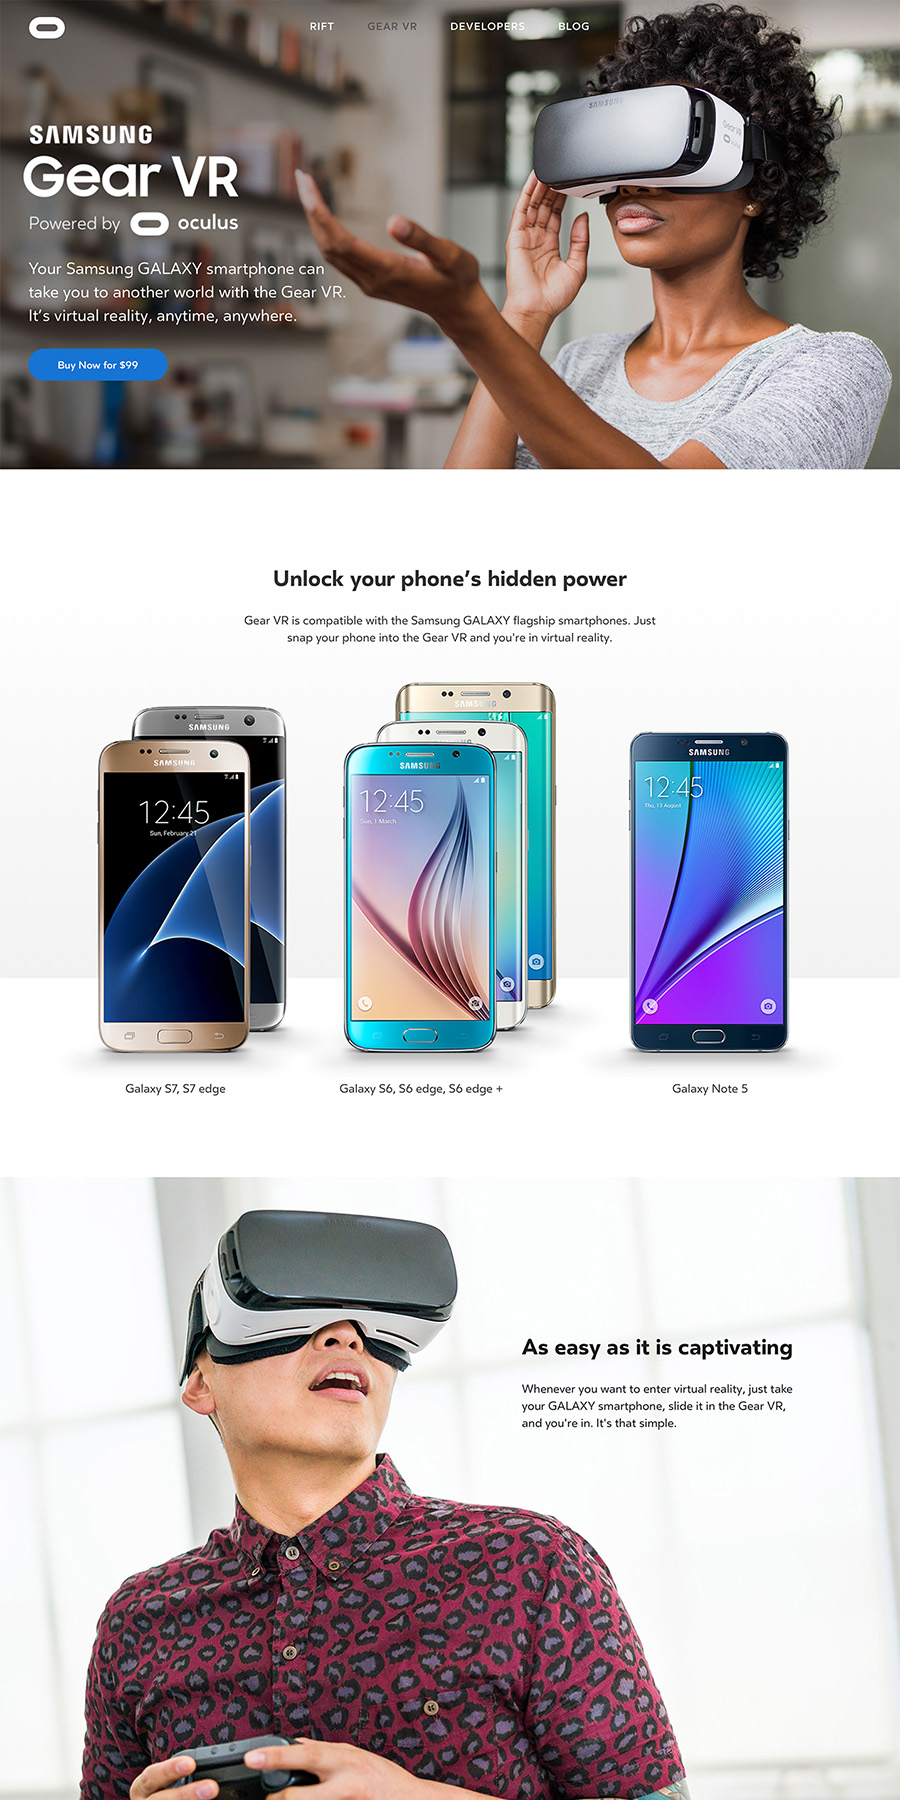 RIFT GEAR VR DEVELOPERS BLOG
SAMSUNG
Gear VR
SAMSUNG
Gear VR
oculus
Powered by oculus
Your Samsung GALAXY smartphone can
take you to another world with the Gear VR.
It's virtual reality, anytime, anywhere.
Buy Now for $99
Unlock your phone's hidden power
Gear VR is compatible with the Samsung GALAXY flagship smartphones. Just
snap your phone into the Gear VR and you're in virtual reality.
SAMSUNG
SAMSUNG
12:45
Sun, February 21
SAMSUNG
SAMSUNG
12:45
Sun, 1 March
SAMSUNG
12:45
Thu, 13 August
Galaxy S7, S7 edge
Galaxy S6, S6 edge, S6 edge +
Galaxy Note 5
SAMSUNG
As easy as it is captivating
Whenever you want to enter virtual reality, just take
your GALAXY smartphone, slide it in the Gear VR,
and you're in. It's that simple.